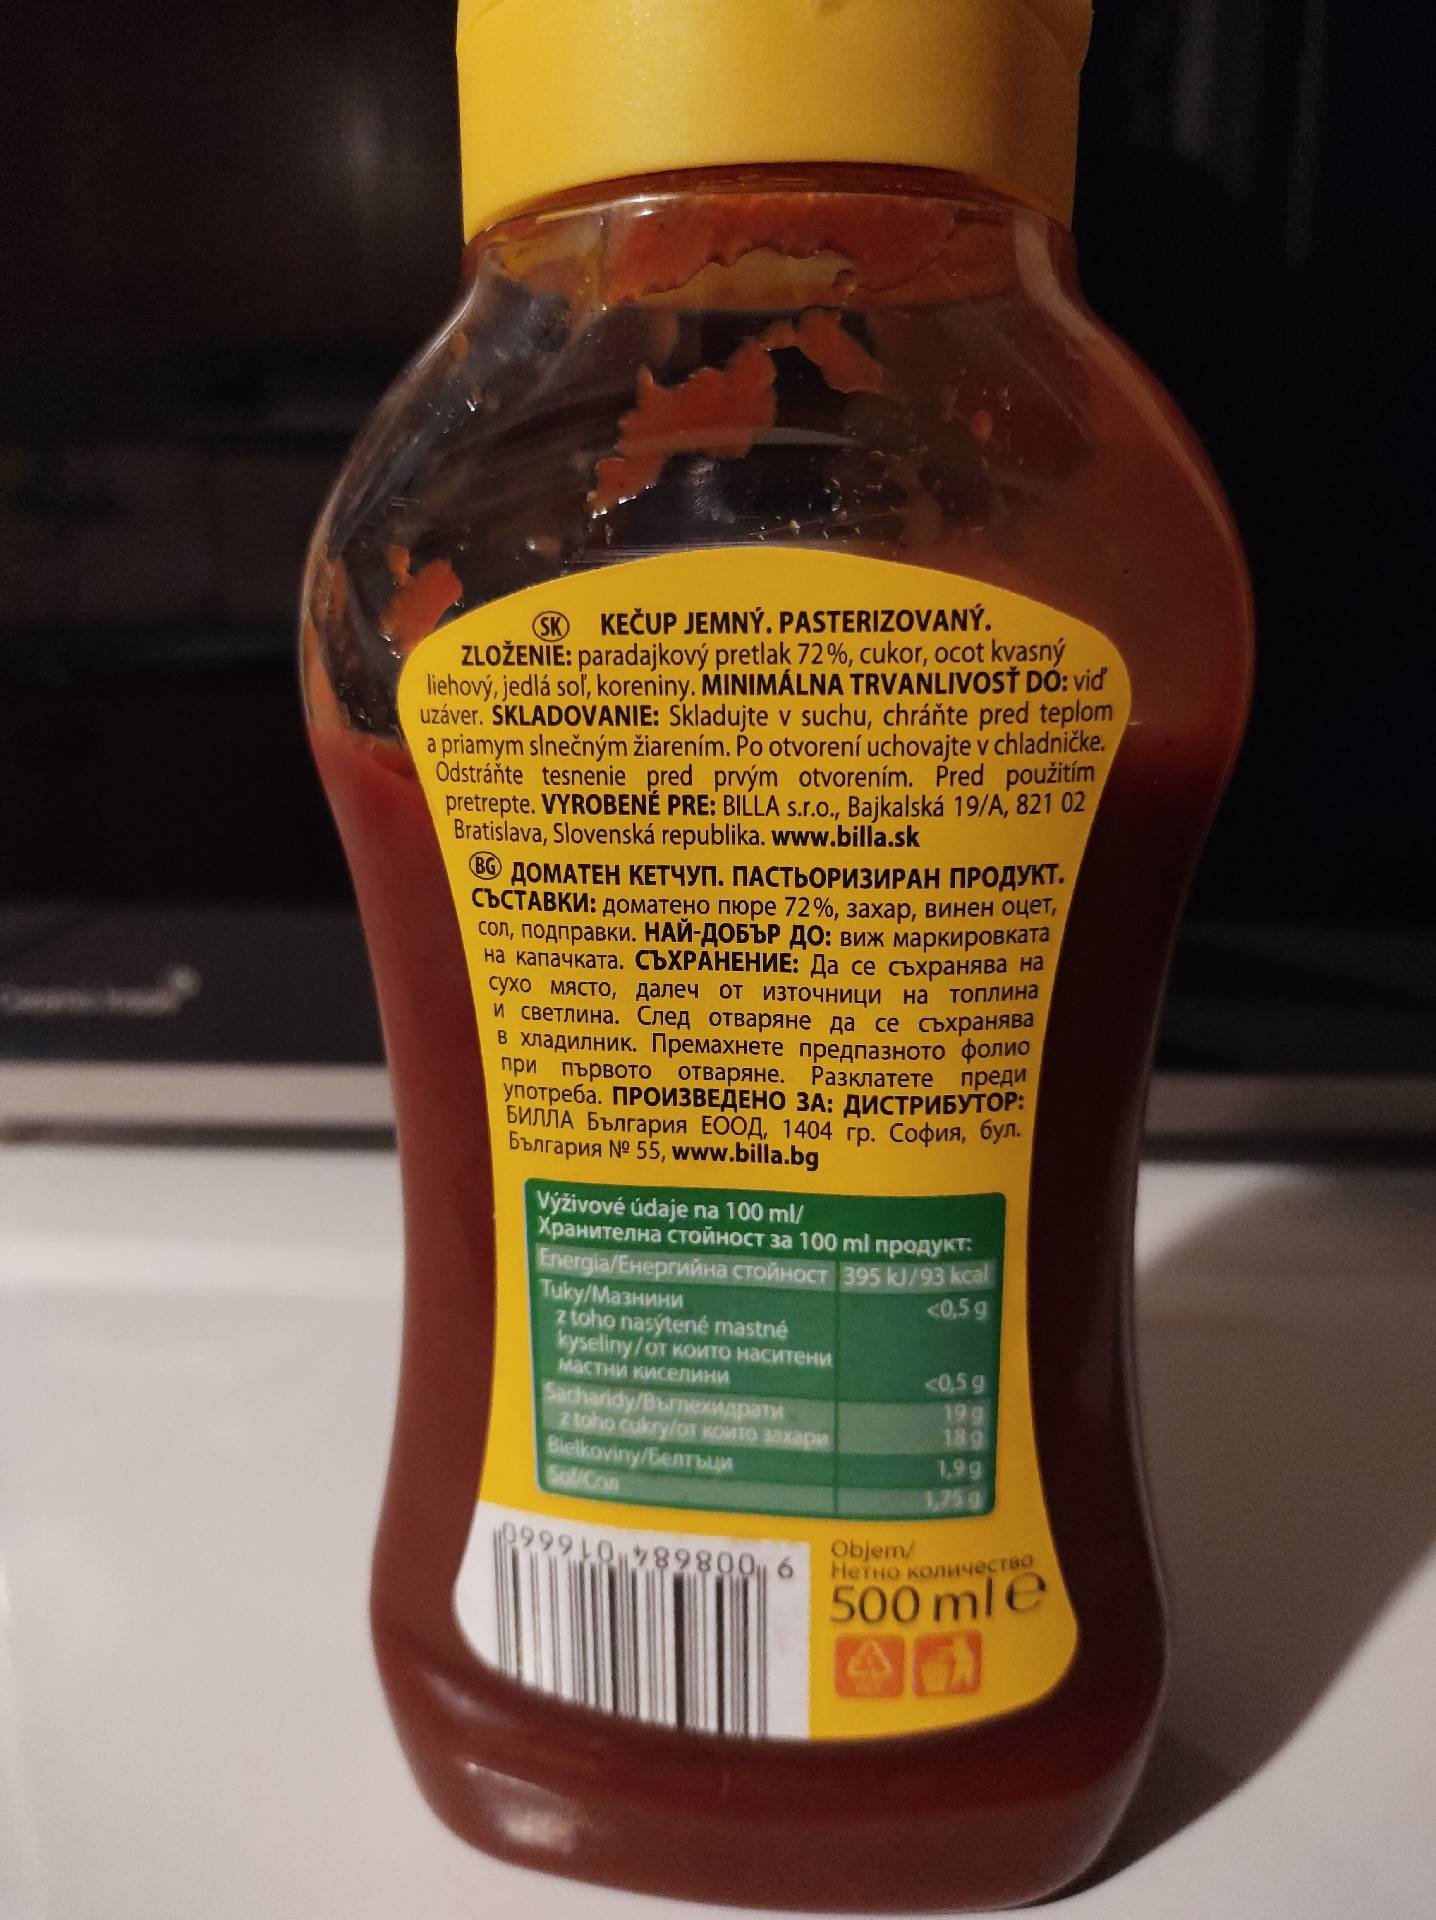 SK KEČUP JEMNÝ. PASTERIZOVANÝ.
ZLOŽENIE: paradajkový pretlak 72%, cukor, ocot kvasný
liehový, jedlá soľ, koreniny. MINIMÁLNA TRVANLIVOSŤ DO: viď
uzáver. SKLADOVANIE: Skladujte v suchu, chráňte pred teplom
a priamym slnečným žiarením. Po otvorení uchovajte v chladničke.
Odstráňte tesnenie pred prvým otvorením. Pred použitím
pretrepte. VYROBENÉ PRE: BILLA s.r.o., Bajkalská 19/A, 821 02
Bratislava, Slovenská republika. www.billa.sk
BG ДОМАТЕН КЕТЧУП. ПАСТЬОРИЗИРАН ПРОДУКТ.
СЪСТАВКИ: доматено пюре 72%, захар, винен оцет,
сол, подправки. НАЙ-ДОБЪР ДО: виж маркировката
на капачката. СЪХРАНЕНИЕ: Да се съхранява на
сухо място, далеч от източници на топлина
и светлина. След отваряне да се съхранява
в хладилник. Премахнете предпазното фолио
при първото отваряне. Разклатете преди
употреба. ПРОИЗВЕДЕНО ЗА: ДИСТРИБУТОР:
БИЛЛА България ЕООД, 1404 гр. София, бул.
България № 55, www.billa.bg
Výživové údaje na 100 ml/
Хранителна стойност за 100 ml продукт:
Energia/Енергийна стойност 395 kJ/93 kcal
Tuky/Мазнини <0,5 g
z toho nasýtené mastné
kyseliny/от които наситени
мастни киселини <0,5 g
Sacharidy/Въглехидрати 19 g
z toho cukry/от които захари 18 g
Bielkoviny/Белтъци 1,9 g
Soľ/Сол 1,75 g
9 008684 016660
Objem/
Нетно количество
500 ml e